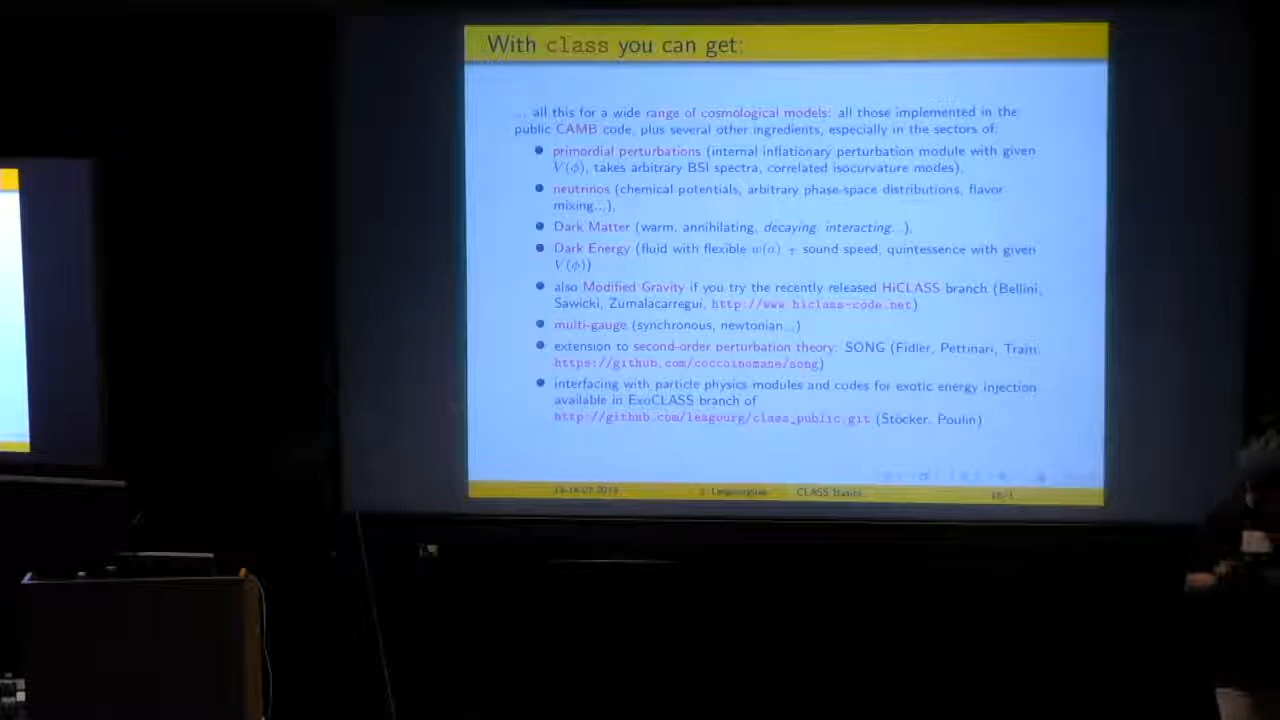 With class you can get:
... all this for a wide range of cosmological models: all those implemented in the
public CAMB code, plus several other ingredients, especially in the sectors of:
primordial perturbations (internal inflationary perturbation module with given
V(ϕ), takes arbitrary BSI spectra, correlated isocurvature modes),
neutrinos (chemical potentials, arbitrary phase-space distributions, flavor
mixing...),
Dark Matter (warm, annihilating, decaying, interacting...),
Dark Energy (fluid with flexible w(a) + sound speed, quintessence with given
V(ϕ))
also Modified Gravity if you try the recently released HiCLASS branch (Bellini,
Sawicki, Zumalacarregui, http://www.hiclass-code.net)
multi-gauge (synchronous, newtonian...)
extension to second-order perturbation theory: SONG (Fidler, Pettinari, Tram,
https://github.com/coccoinomane/song)
interfacing with particle physics modules and codes for exotic energy injection
available in ExoCLASS branch of
http://github.com/lesgourg/class_public.git (Stöcker, Poulin)
J. Lesgourgues CLASS Basics